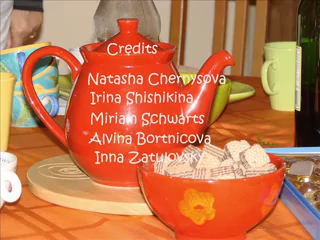 Credits
Natasha Chernysova
Irina Shishikina
Miriam Schwarts
Alvina Bortnicova
Inna Zatulovsky